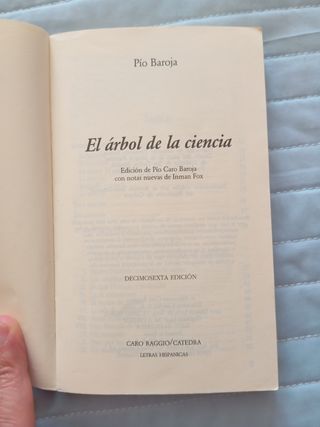 Pío Baroja
El árbol de la ciencia
Edición de Pío Caro Baroja
con notas nuevas de Inman Fox
DECIMOSEXTA EDICIÓN
CARO RAGGIO/CATEDRA
LETRAS HISPANICAS